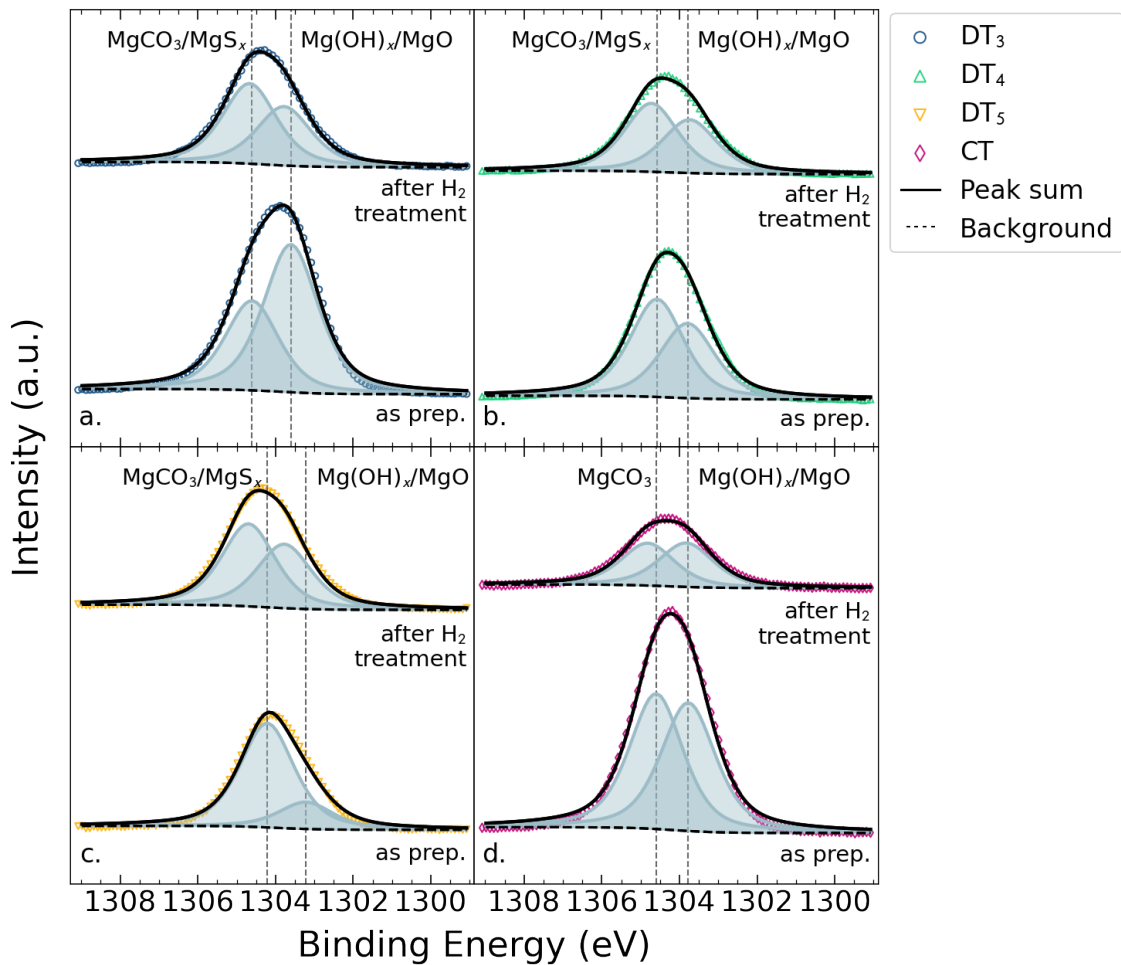 MgCO₃/MgSₓ Mg(OH)ₓ/MgO
after H₂
treatment
a. as prep.
MgCO₃/MgSₓ Mg(OH)ₓ/MgO
after H₂
treatment
b. as prep.
DT₃
DT₄
DT₅
CT
Peak sum
Background
MgCO₃/MgSₓ Mg(OH)ₓ/MgO
after H₂
treatment
c. as prep.
MgCO₃ Mg(OH)ₓ/MgO
after H₂
treatment
d. as prep.
Intensity (a.u.)
1308 1306 1304 1302 1300 1306 1304 1302 1300
Binding Energy (eV)